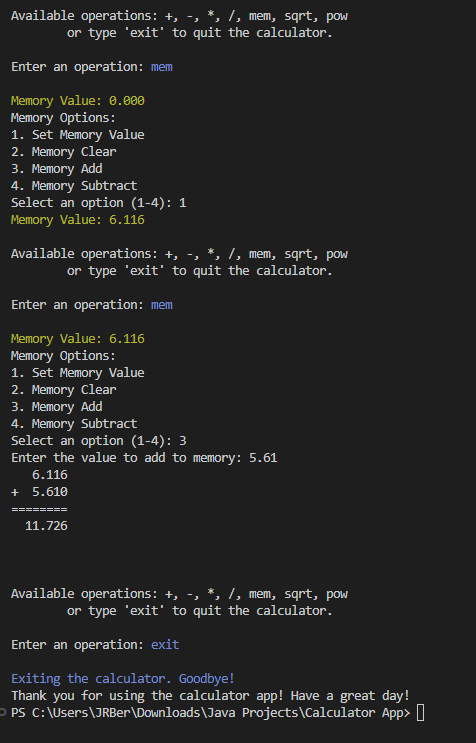 Available operations: +, -, *, /, mem, sqrt, pow
or type 'exit' to quit the calculator.
Enter an operation: mem
Memory Value: 0.000
Memory Options:
1. Set Memory Value
2. Memory Clear
3. Memory Add
4. Memory Subtract
Select an option (1-4): 1
Memory Value: 6.116
Available operations: +, -, *, /, mem, sqrt, pow
or type 'exit' to quit the calculator.
Enter an operation: mem
Memory Value: 6.116
Memory Options:
1. Set Memory Value
2. Memory Clear
3. Memory Add
4. Memory Subtract
Select an option (1-4): 3
Enter the value to add to memory: 5.61
6.116
+  5.610
========
11.726
Available operations: +, -, *, /, mem, sqrt, pow
or type 'exit' to quit the calculator.
Enter an operation: exit
Exiting the calculator. Goodbye!
Thank you for using the calculator app! Have a great day!
PS C:\Users\JRBer\Downloads\Java Projects\Calculator App>